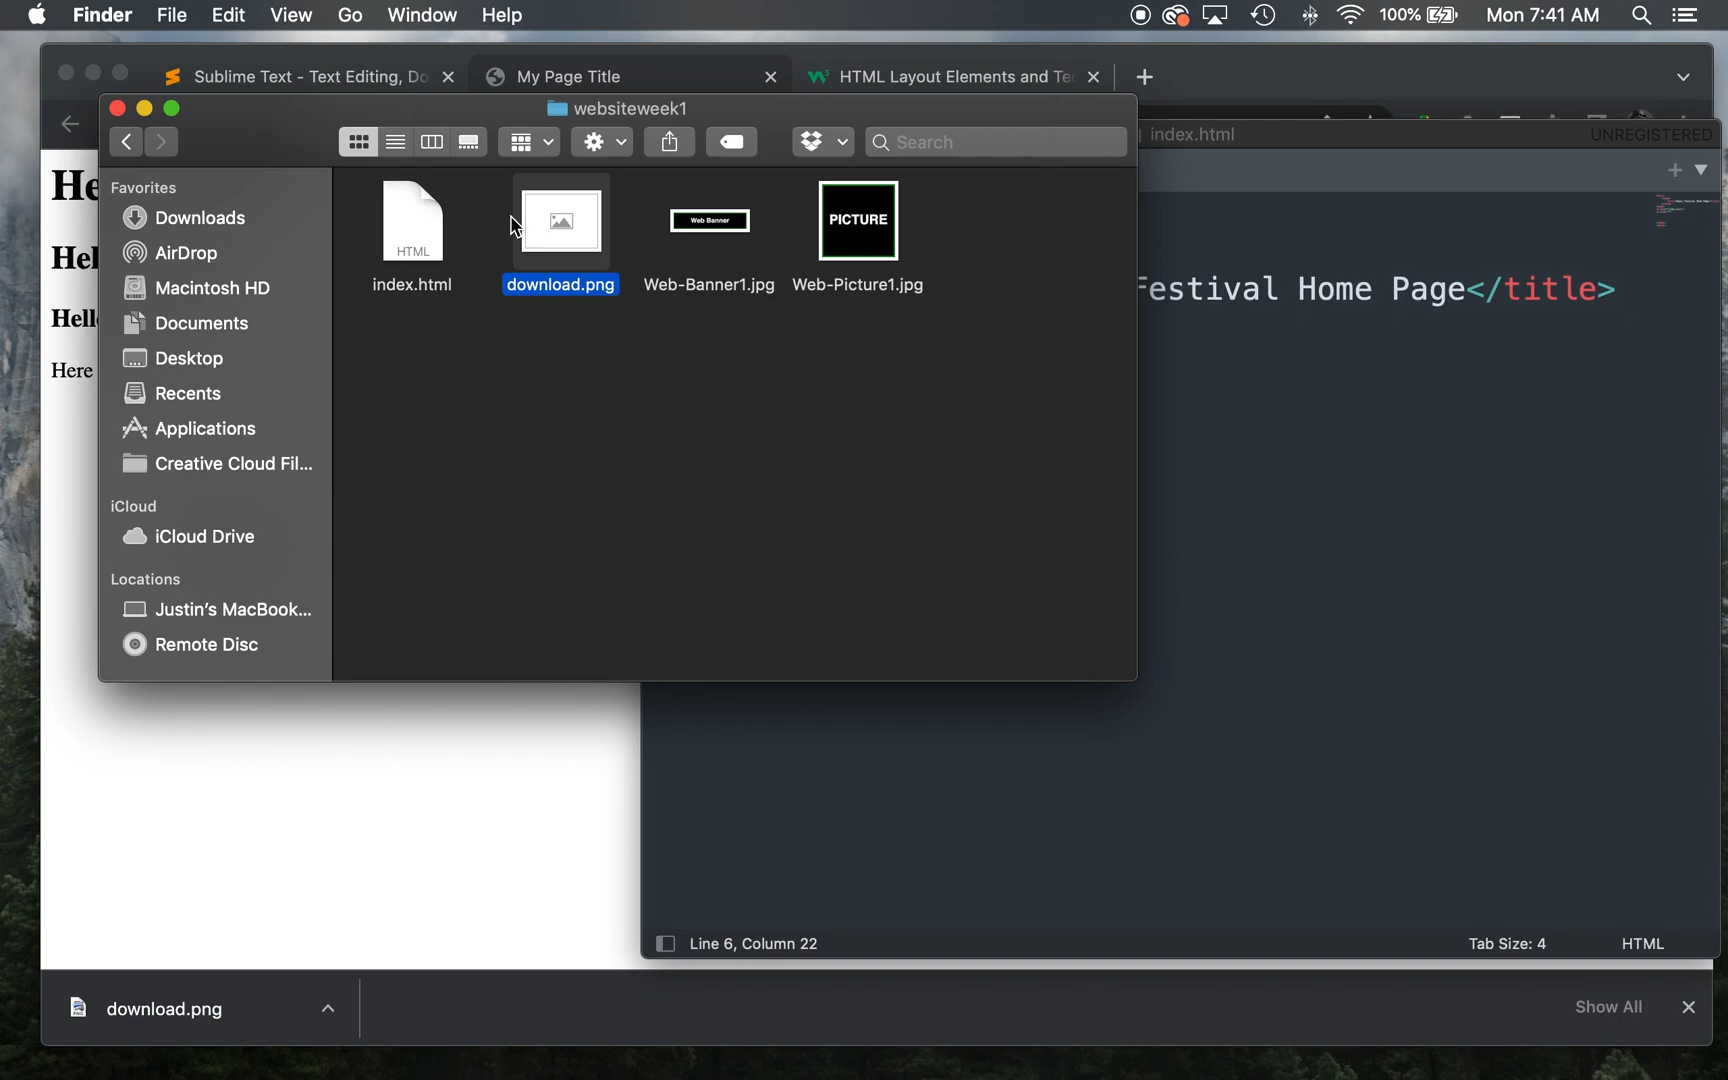 Finder File Edit View Go Window Help 100% Mon 7:41 AM
Sublime Text - Text Editing, Do
My Page Title
HTML Layout Elements and Tec
websiteweek1
Search
index.html
UNREGISTERED
Favorites
Downloads
AirDrop
Macintosh HD
Documents
Desktop
Recents
Applications
Creative Cloud Fil...
iCloud
iCloud Drive
Locations
Justin's MacBook...
Remote Disc
HTML
index.html
download.png
Web Banner
Web-Banner1.jpg
PICTURE
Web-Picture1.jpg
He
Hel
Hell
Here
Festival Home Page</title>
Line 6, Column 22
Tab Size: 4
HTML
download.png
Show All